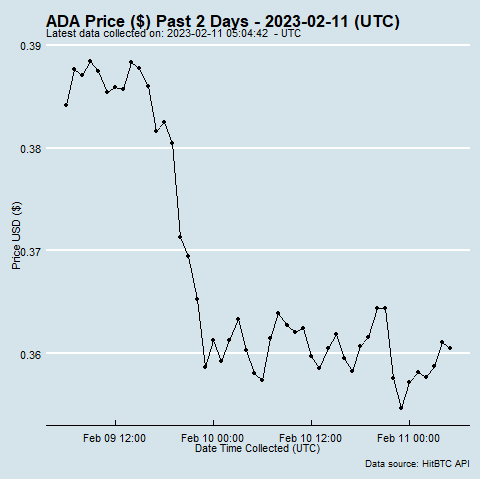 ADA Price ($) Past 2 Days - 2023-02-11 (UTC)
Latest data collected on: 2023-02-11 05:04:42 - UTC
0.39
0.38
0.37
0.36
Price USD ($)
Feb 09 12:00
Feb 10 00:00
Feb 10 12:00
Feb 11 00:00
Date Time Collected (UTC)
Data source: HitBTC API